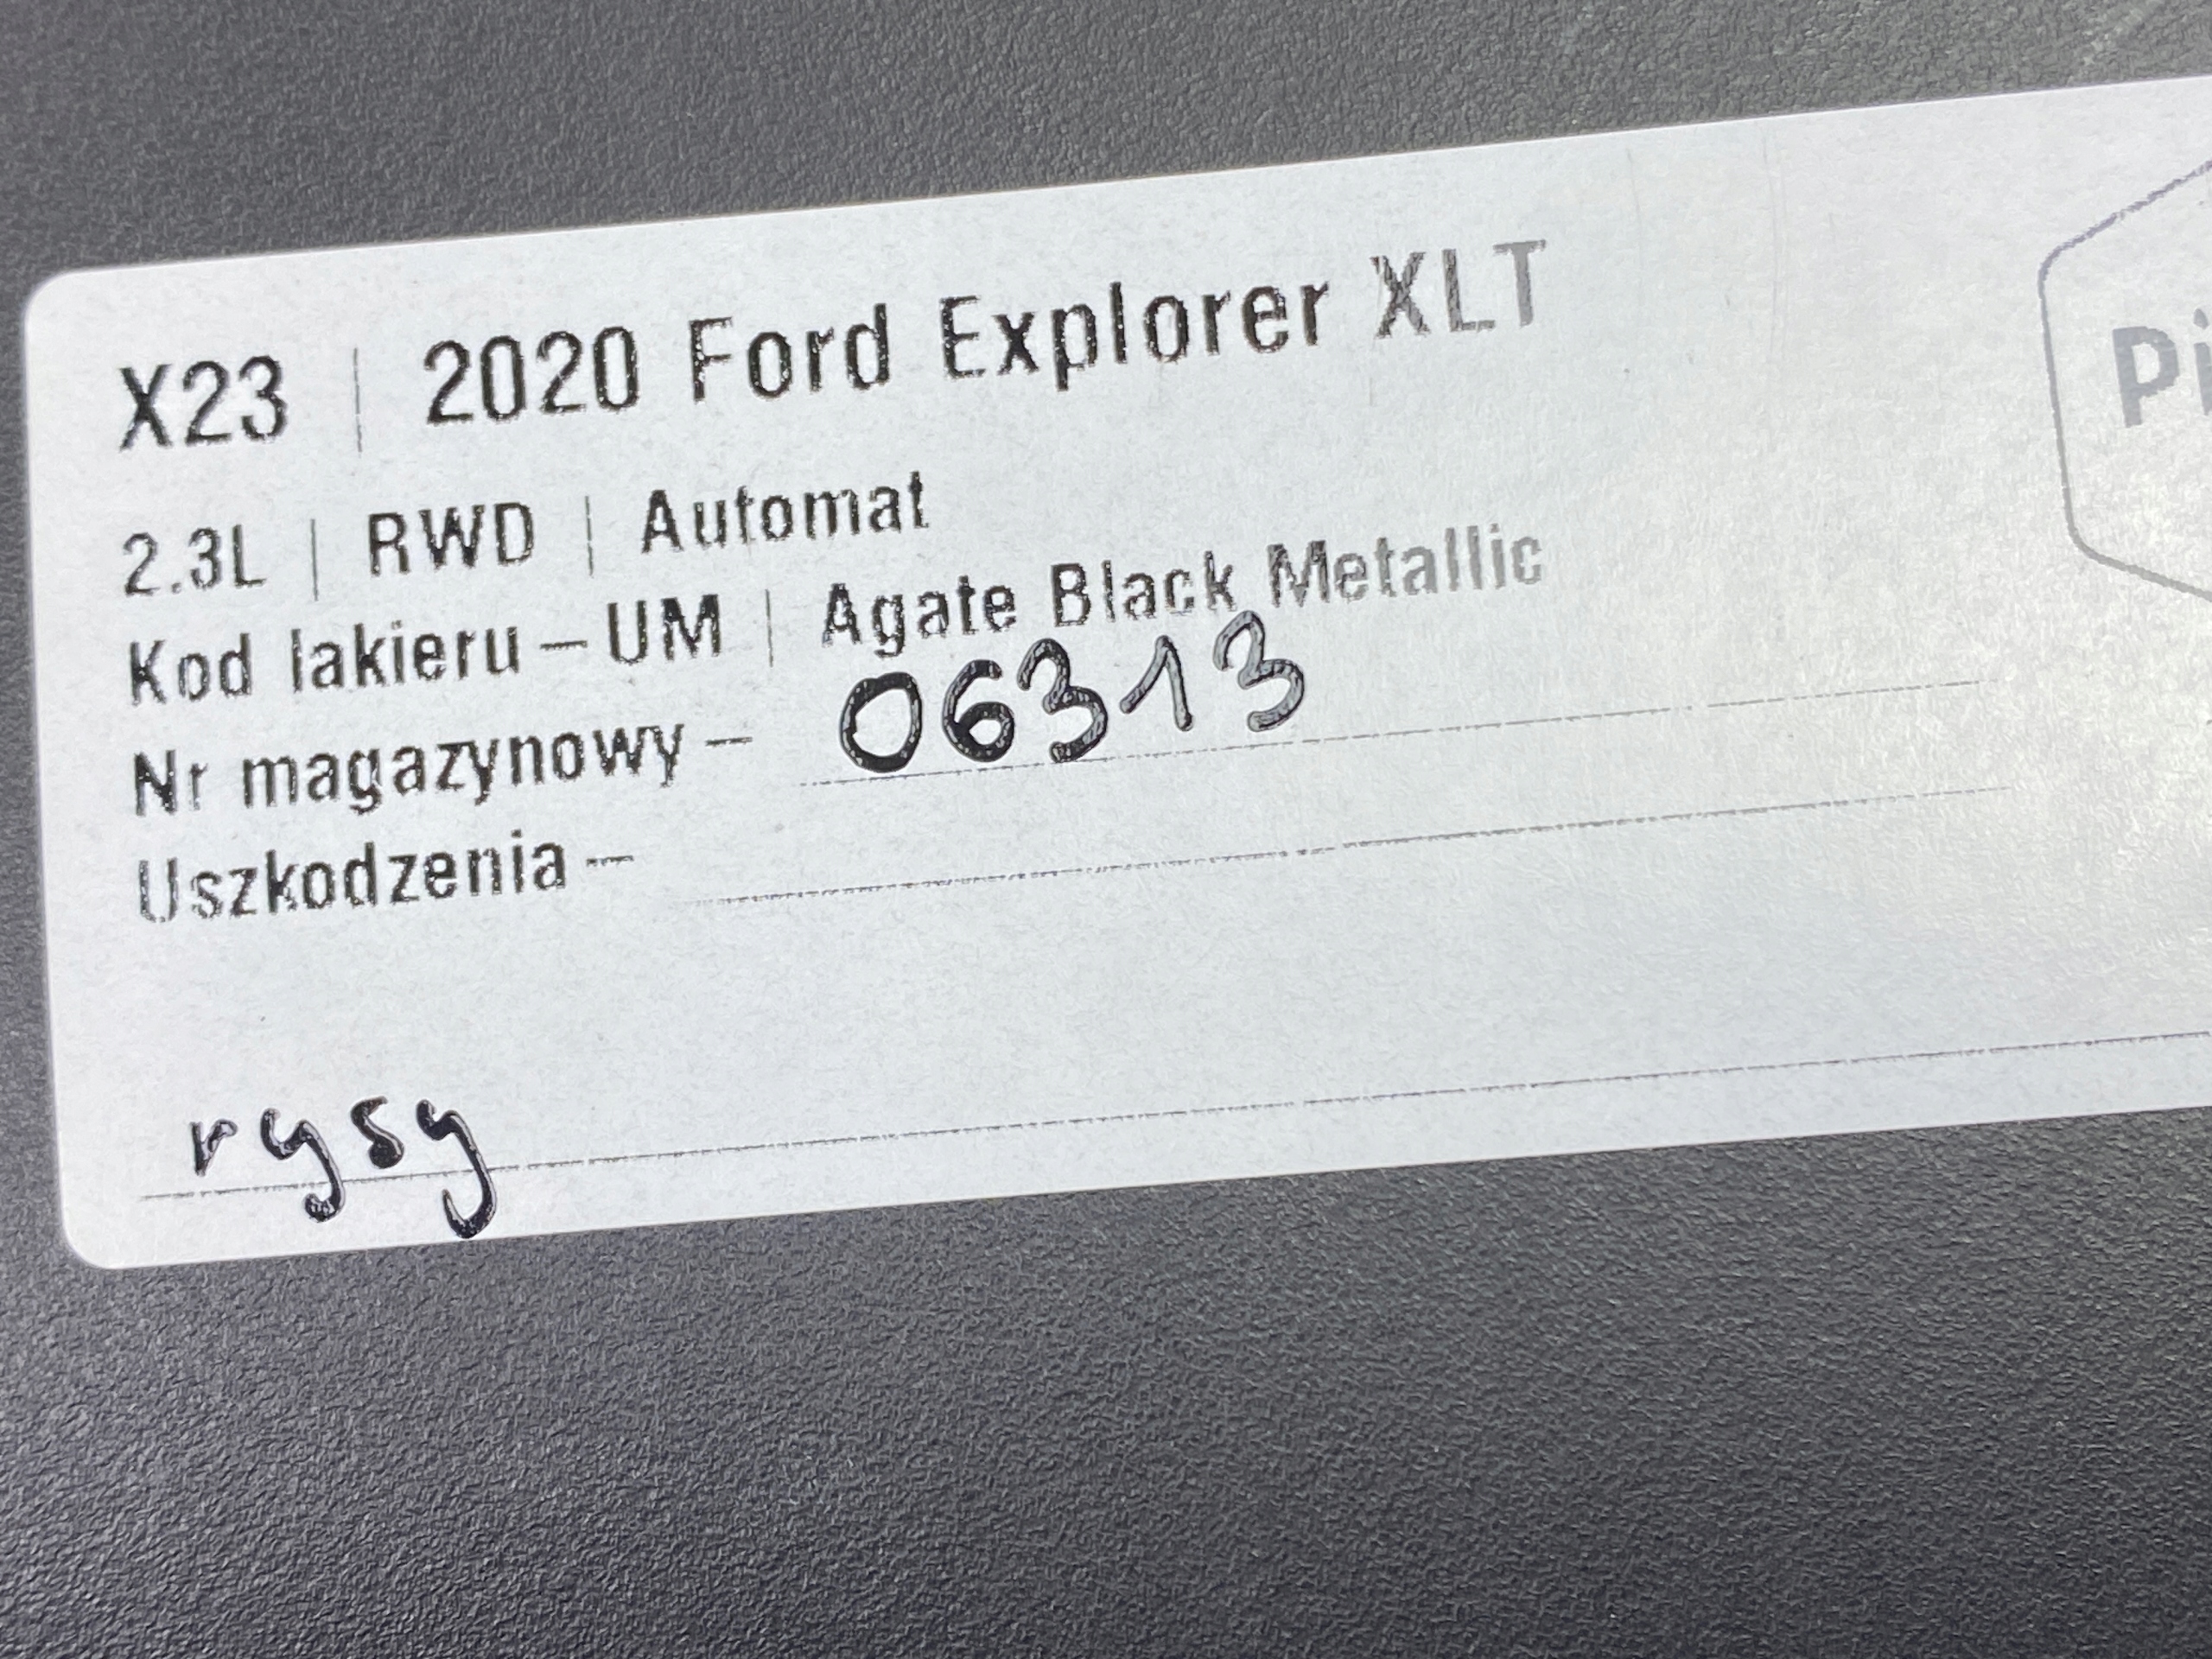 X23 | 2020 Ford Explorer XLT
2.3L | RWD | Automat
Kod lakieru – UM | Agate Black Metallic
Nr magazynowy – 06313
Uszkodzenia –
rysy